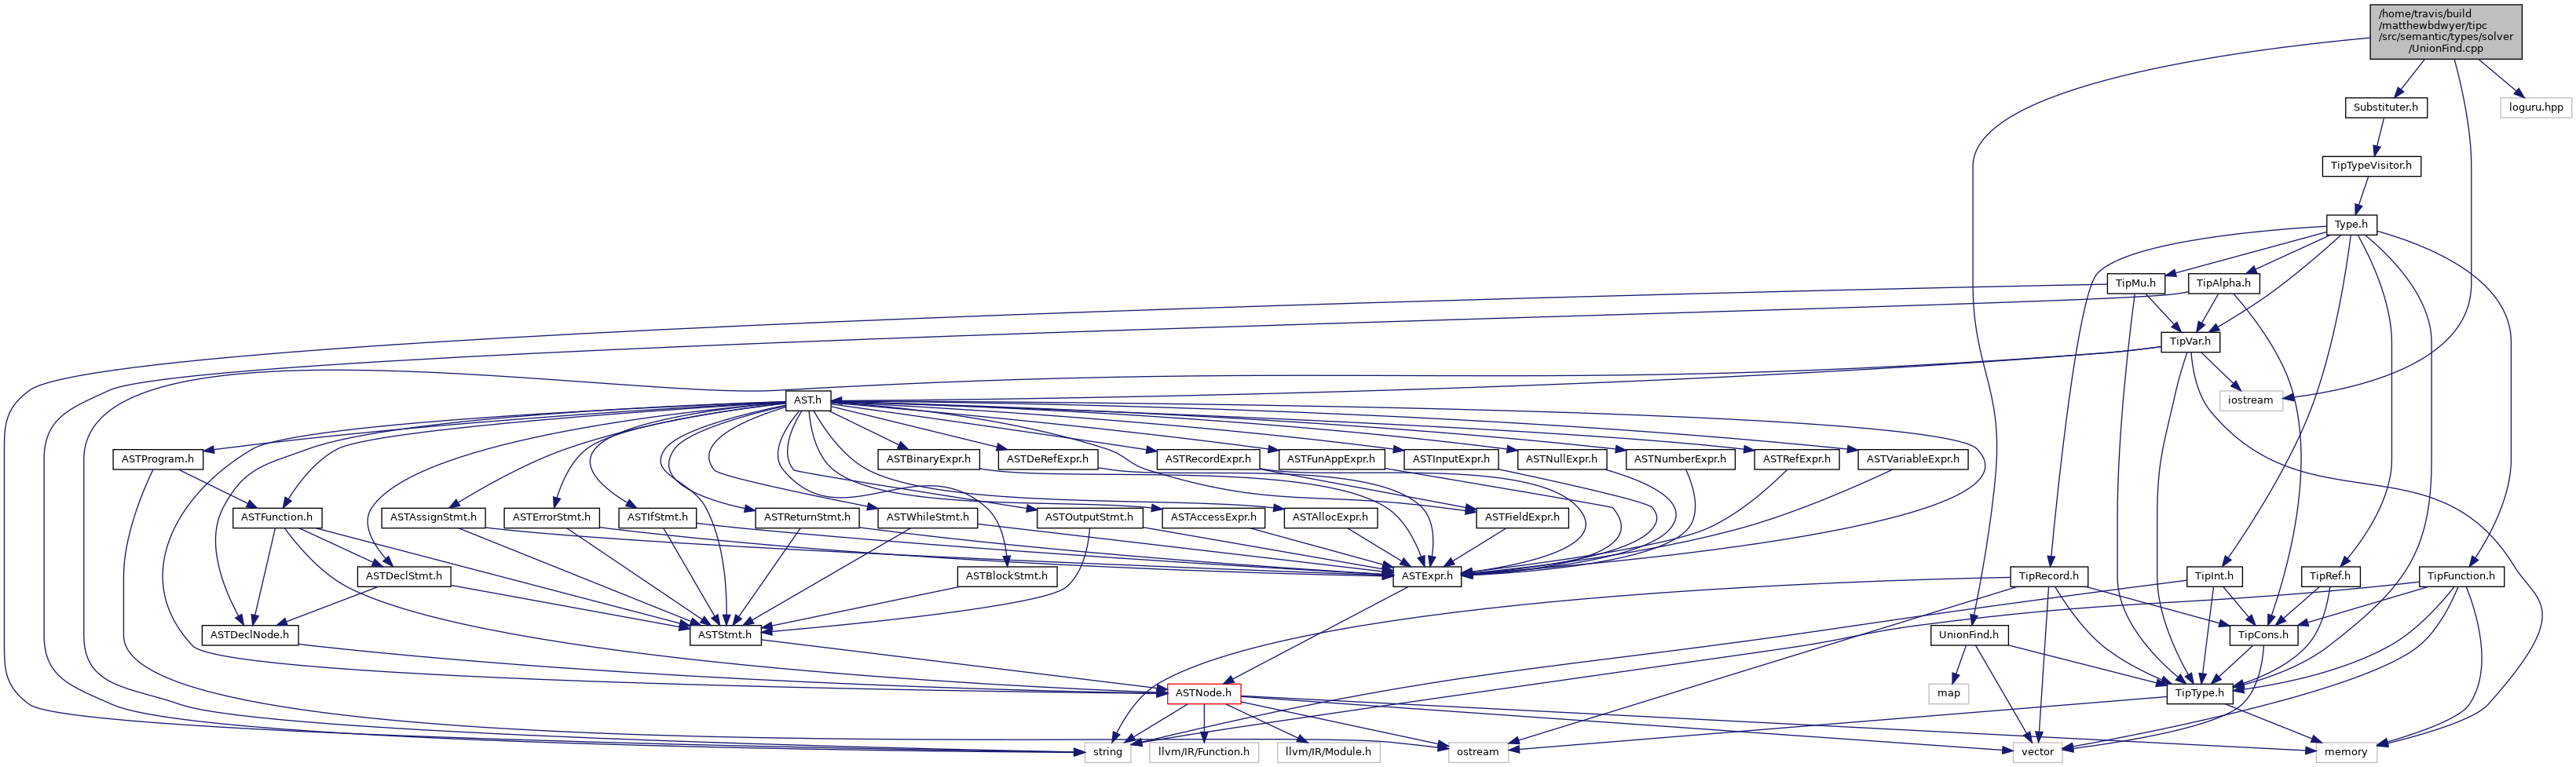 /home/travis/build
/matthewbdwyer/tipc
/src/semantic/types/solver
/UnionFind.cpp
Substituter.h
loguru.hpp
TipTypeVisitor.h
Type.h
TipMu.h
TipAlpha.h
TipVar.h
AST.h
iostream
ASTProgram.h
ASTBinaryExpr.h
ASTDeRefExpr.h
ASTRecordExpr.h
ASTFunAppExpr.h
ASTInputExpr.h
ASTNullExpr.h
ASTNumberExpr.h
ASTRefExpr.h
ASTVariableExpr.h
ASTFunction.h
ASTAssignStmt.h
ASTErrorStmt.h
ASTIfStmt.h
ASTReturnStmt.h
ASTWhileStmt.h
ASTOutputStmt.h
ASTAccessExpr.h
ASTAllocExpr.h
ASTFieldExpr.h
ASTDeclStmt.h
ASTBlockStmt.h
ASTExpr.h
TipRecord.h
TipInt.h
TipRef.h
TipFunction.h
ASTDeclNode.h
ASTStmt.h
UnionFind.h
TipCons.h
ASTNode.h
map
TipType.h
string
llvm/IR/Function.h
llvm/IR/Module.h
ostream
vector
memory